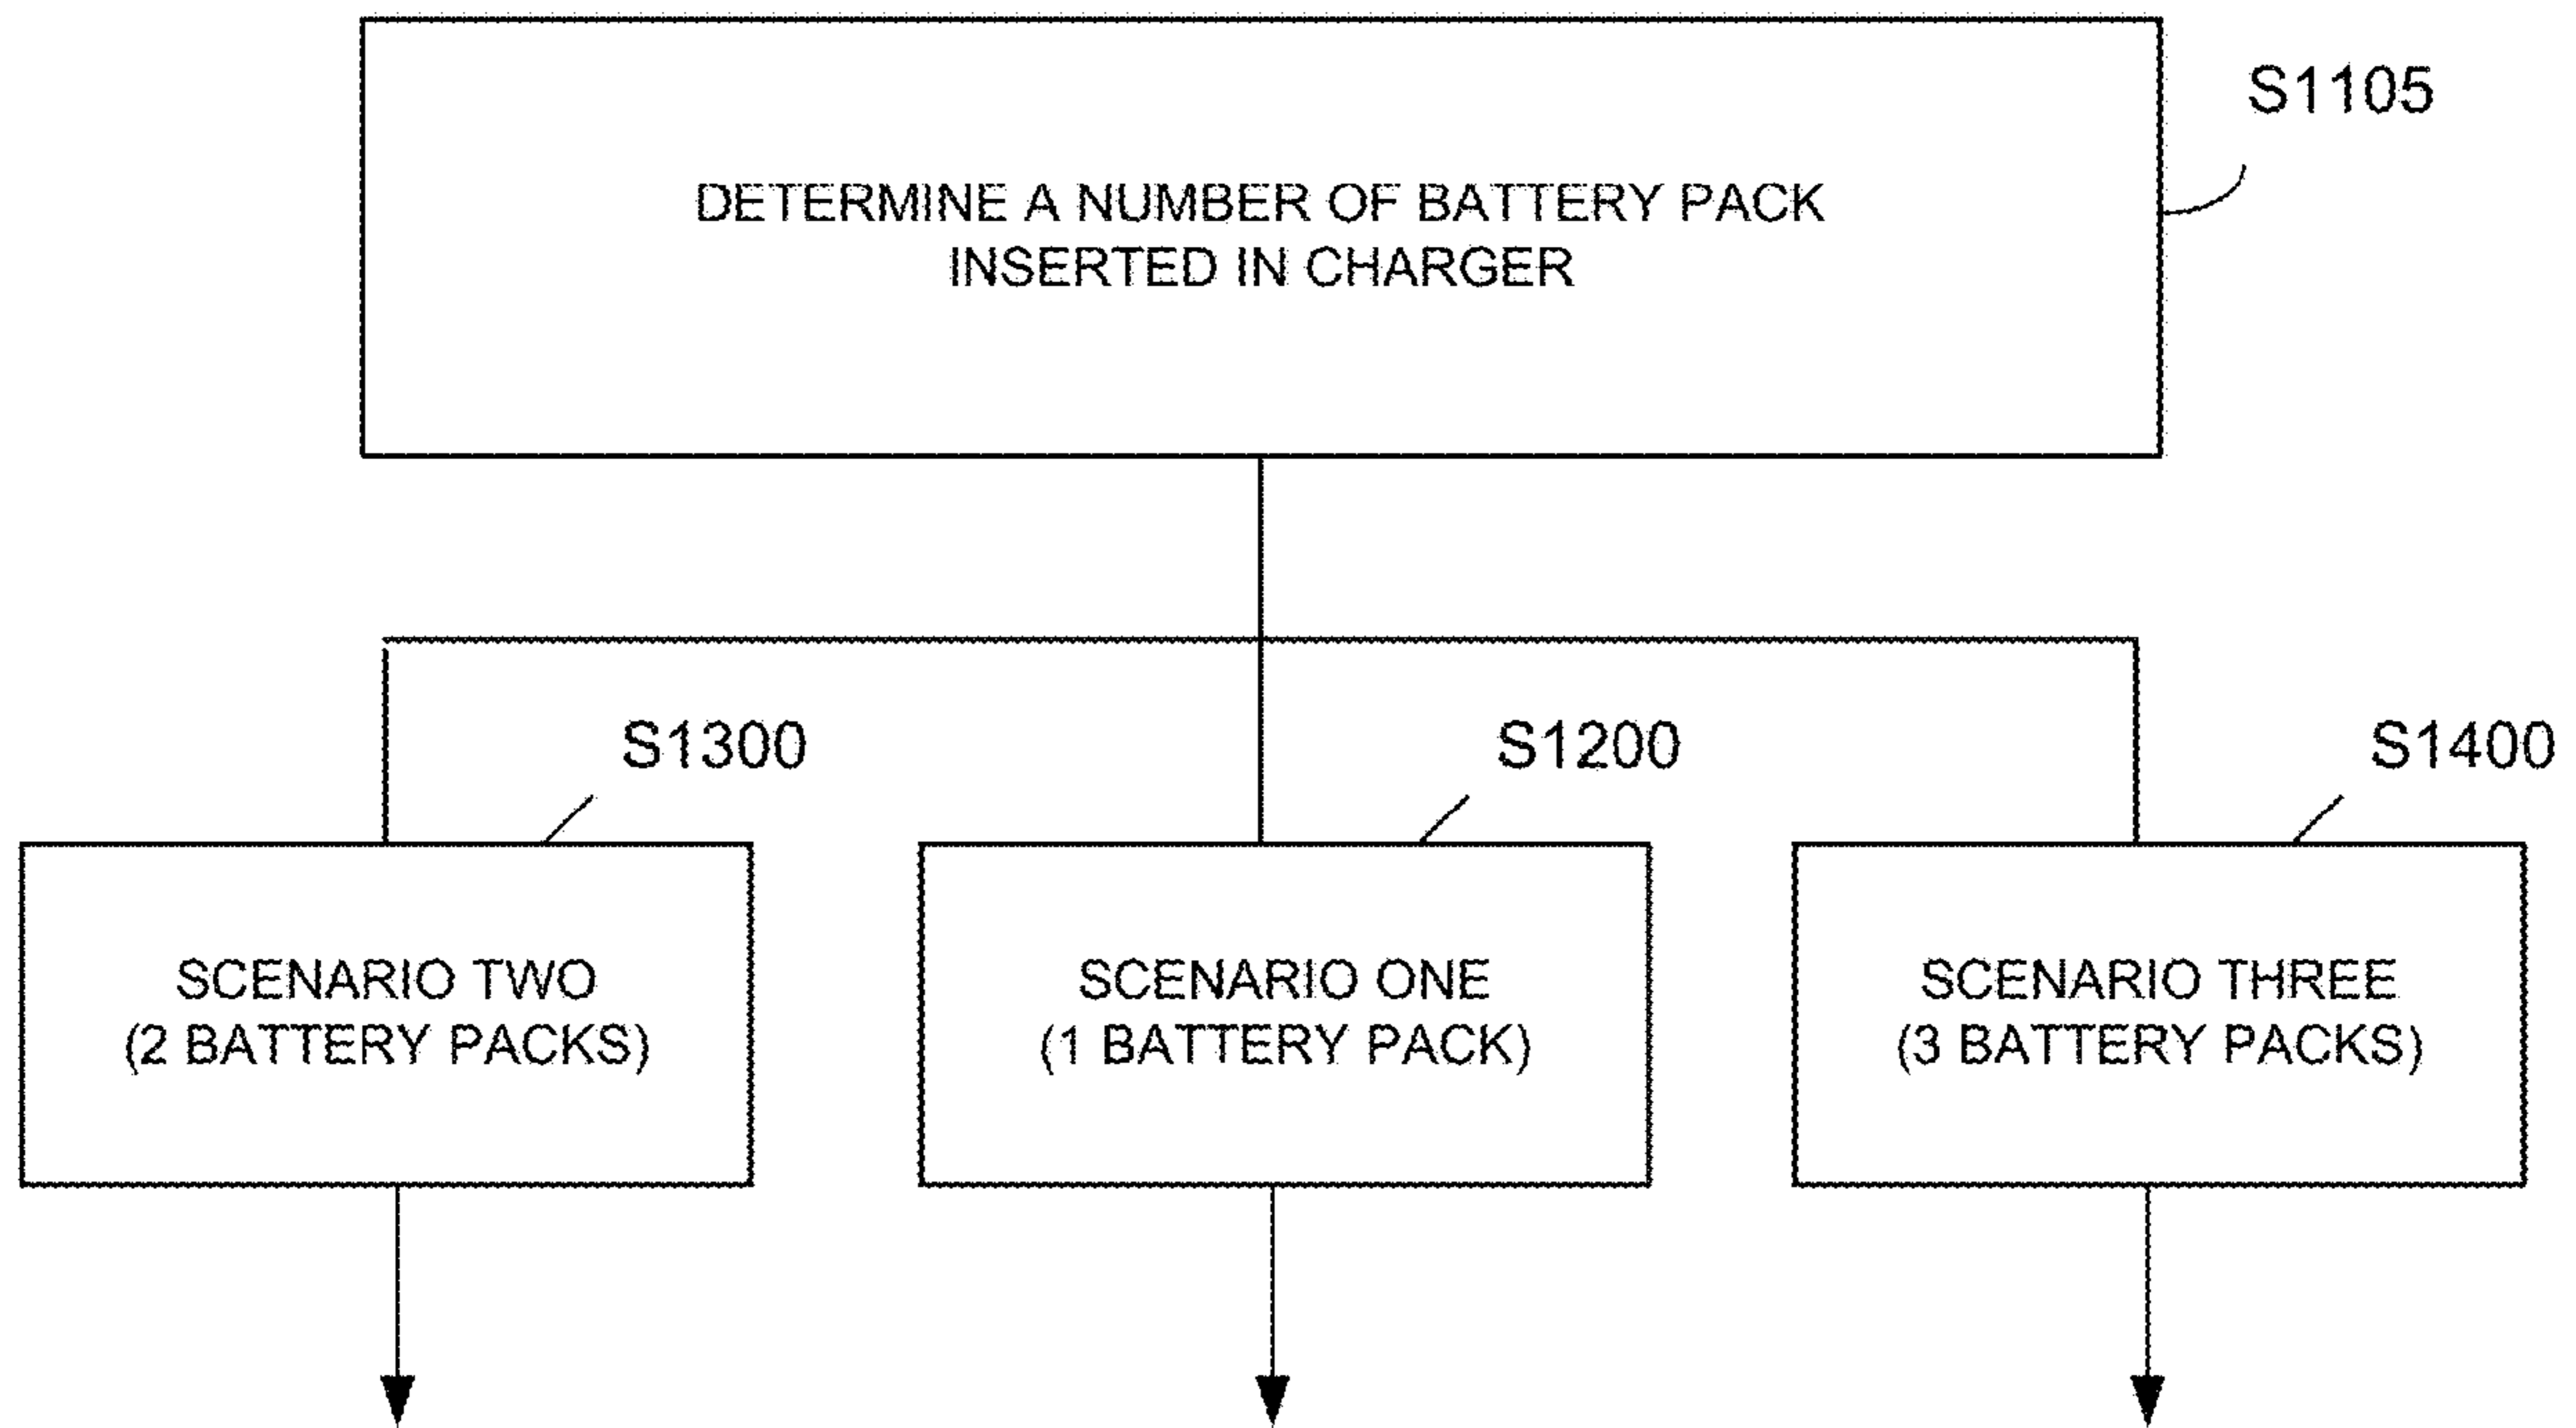 S1105
DETERMINE A NUMBER OF BATTERY PACK
INSERTED IN CHARGER
S1300
S1200
S1400
SCENARIO TWO
(2 BATTERY PACKS)
SCENARIO ONE
(1 BATTERY PACK)
SCENARIO THREE
(3 BATTERY PACKS)